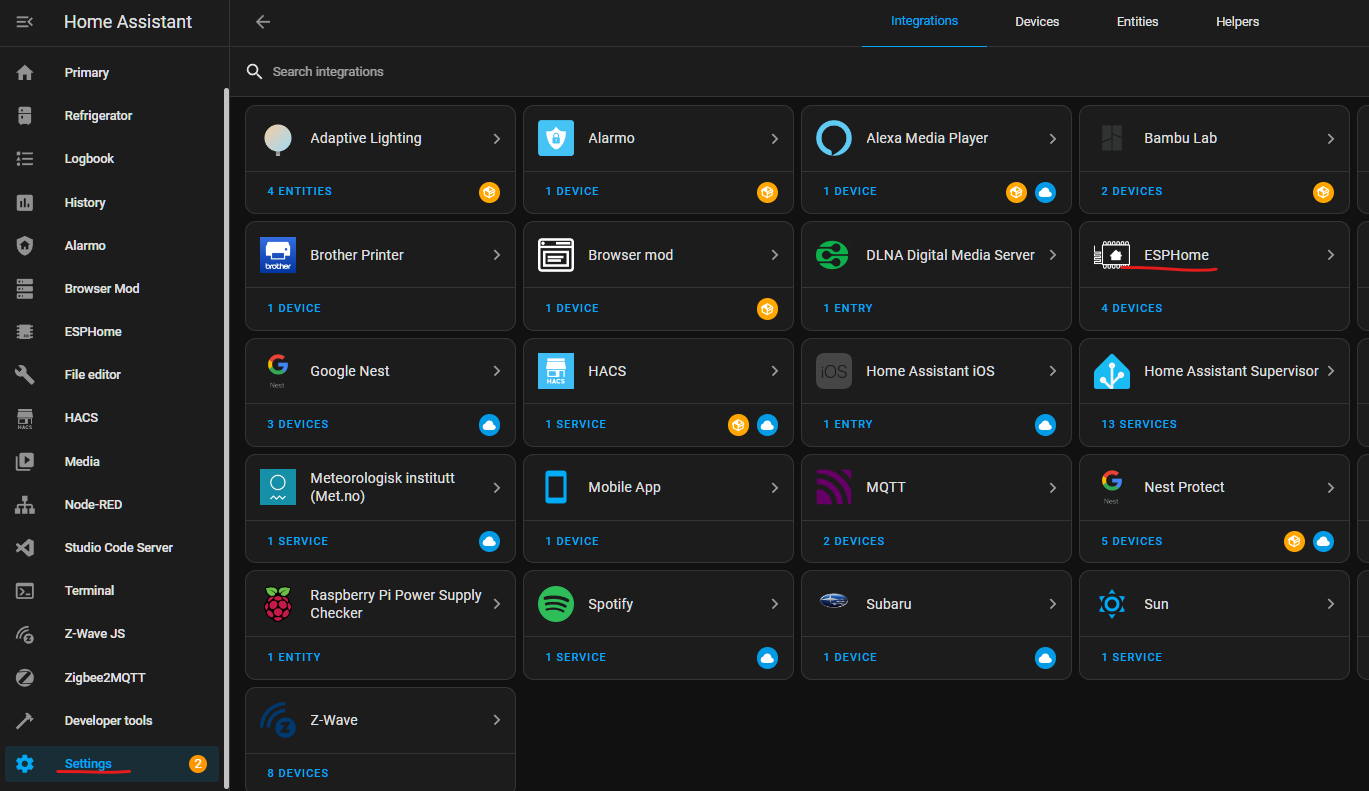 Home Assistant
Integrations
Devices
Entities
Helpers
Search integrations
Primary
Refrigerator
Logbook
History
Alarmo
Browser Mod
ESPHome
File editor
HACS
HACS
Media
Node-RED
Studio Code Server
Terminal
Z-Wave JS
Zigbee2MQTT
Developer tools
Settings
2
Adaptive Lighting
4 ENTITIES
Alarmo
1 DEVICE
Alexa Media Player
1 DEVICE
Bambu Lab
2 DEVICES
brother
Brother Printer
1 DEVICE
Browser mod
1 DEVICE
DLNA Digital Media Server
1 ENTRY
ESPHome
4 DEVICES
Nest
Google Nest
3 DEVICES
HACS
HACS
1 SERVICE
iOS
Home Assistant iOS
1 ENTRY
Home Assistant Supervisor
13 SERVICES
Meteorologisk institutt
(Met.no)
1 SERVICE
Mobile App
1 DEVICE
MQTT
2 DEVICES
Nest
Nest Protect
5 DEVICES
Raspberry Pi Power Supply
Checker
1 ENTITY
Spotify
1 SERVICE
Subaru
1 DEVICE
Sun
1 SERVICE
Z-Wave
8 DEVICES